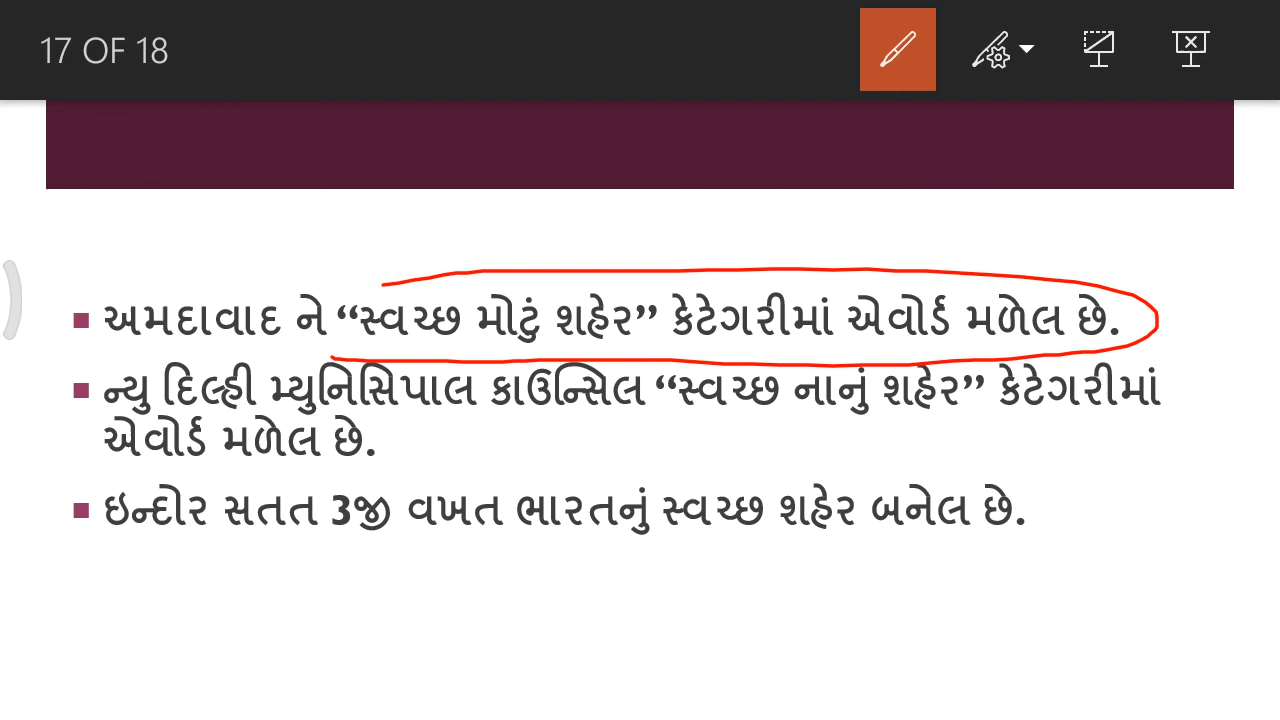 17 OF 18
અમદાવાદ ને “સ્વચ્છ મોટું શહેર” કેટેગરીમાં એવોર્ડ મળેલ છે.
ન્યુ દિલ્હી મ્યુનિસિપાલ કાઉન્સિલ “સ્વચ્છ નાનું શહેર” કેટેગરીમાં
એવોર્ડ મળેલ છે.
ઇન્દોર સતત 3જી વખત ભારતનું સ્વચ્છ શહેર બનેલ છે.